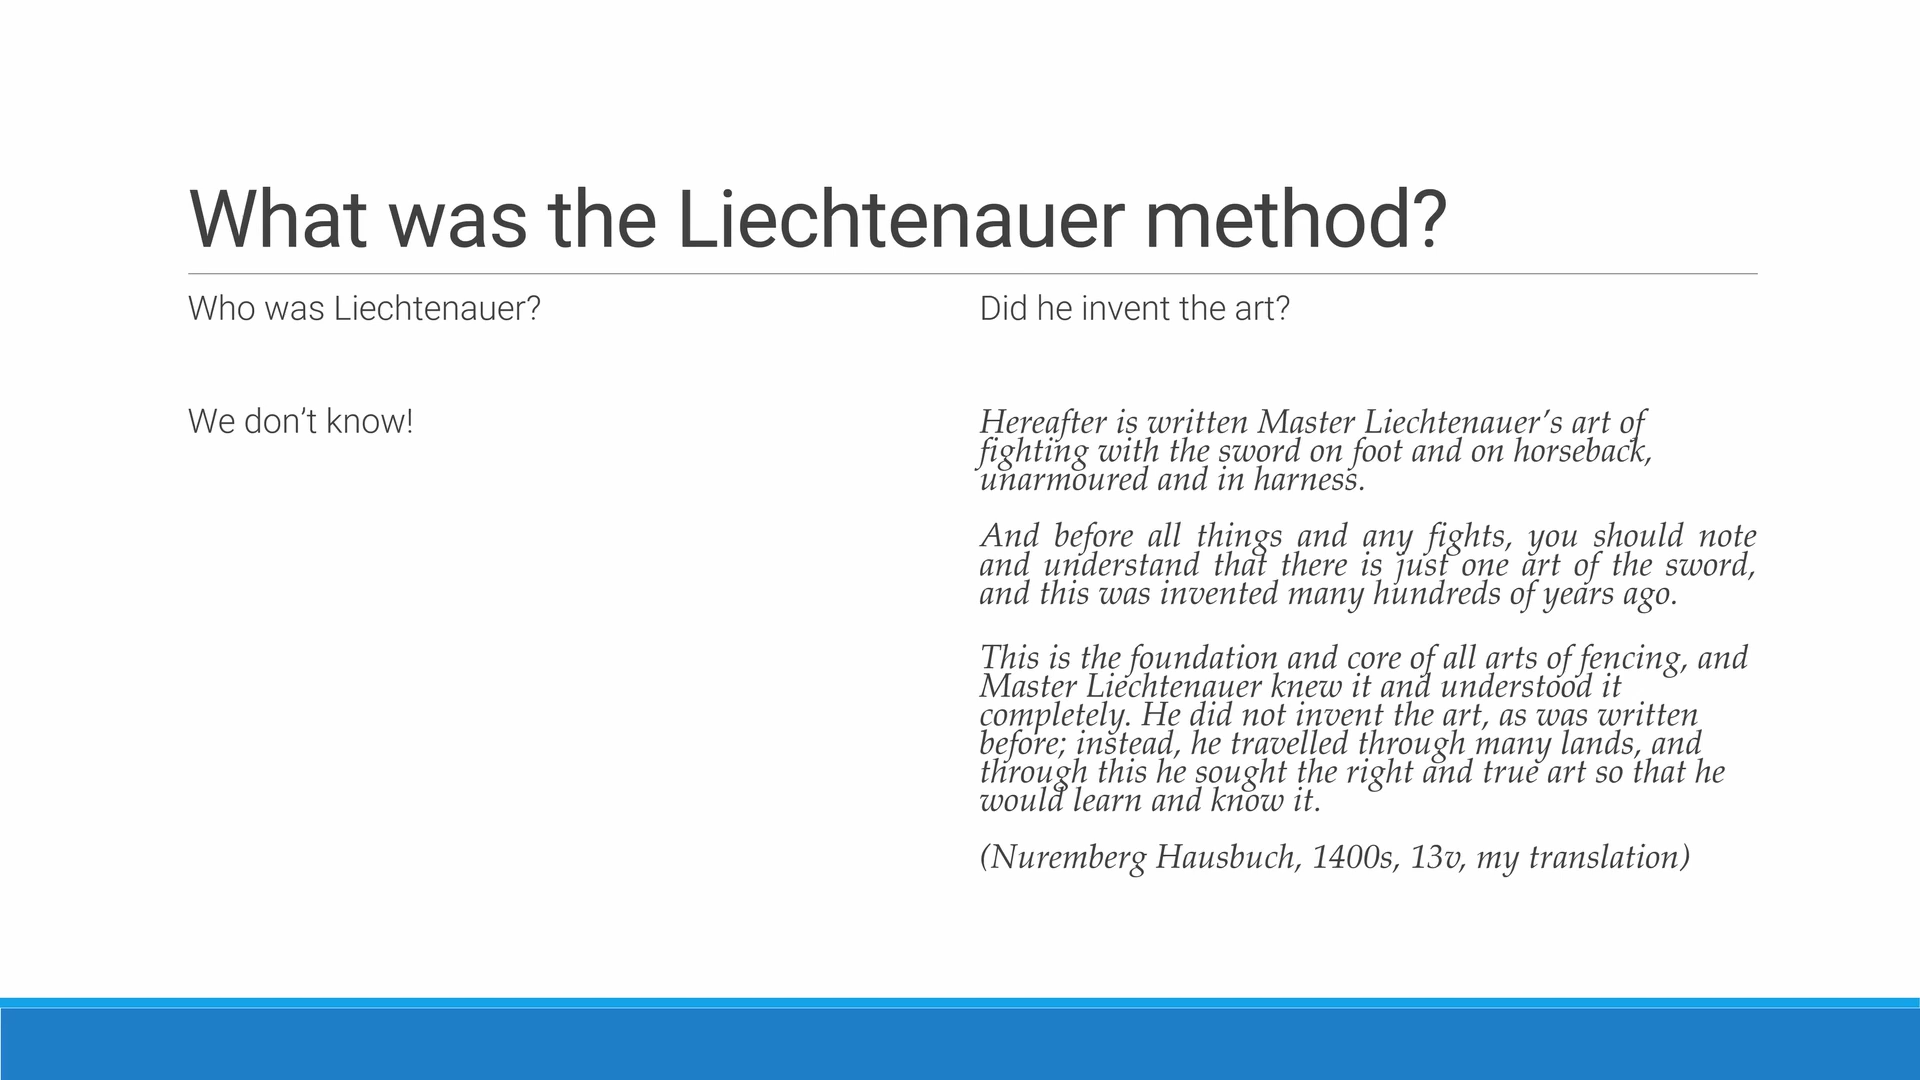 What was the Liechtenauer method?
Who was Liechtenauer?
We don’t know!
Did he invent the art?
Hereafter is written Master Liechtenauer’s art of
fighting with the sword on foot and on horseback,
unarmoured and in harness.
And before all things and any fights, you should note
and understand that there is just one art of the sword,
and this was invented many hundreds of years ago.
This is the foundation and core of all arts of fencing, and
Master Liechtenauer knew it and understood it
completely. He did not invent the art, as was written
before; instead, he travelled through many lands, and
through this he sought the right and true art so that he
would learn and know it.
(Nuremberg Hausbuch, 1400s, 13v, my translation)